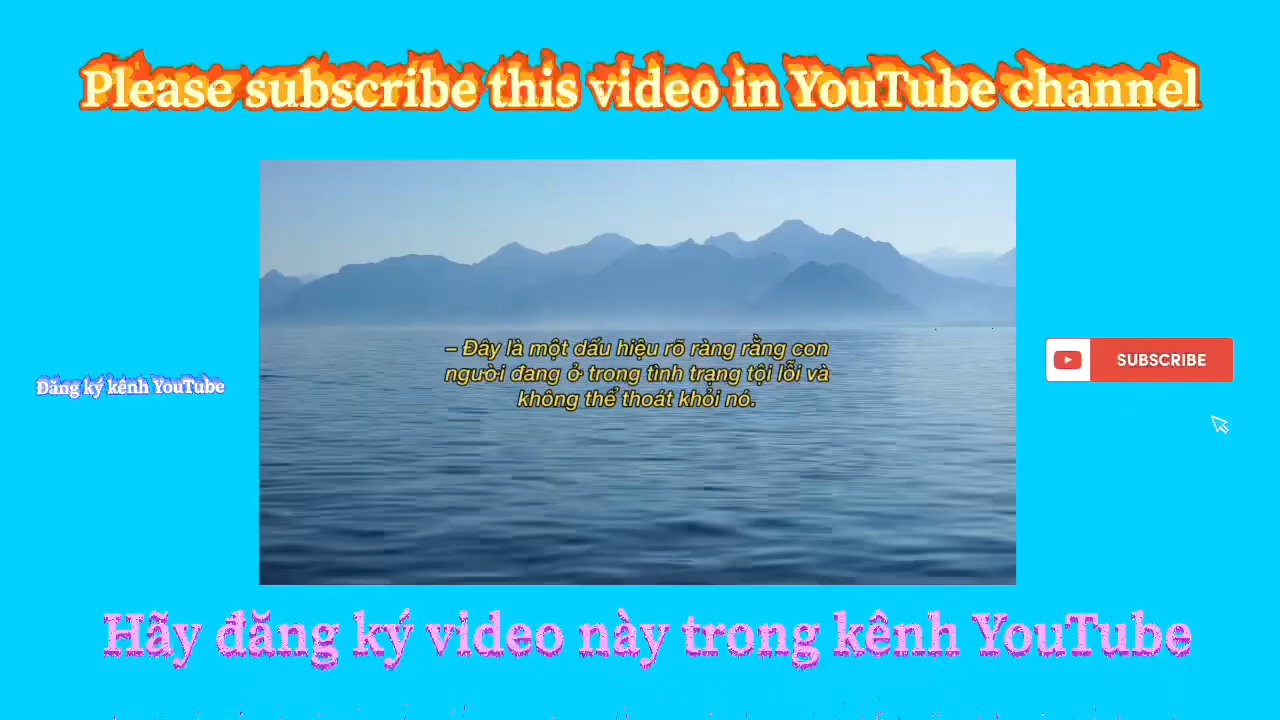 Please subscribe this video in YouTube channel
– Đây là một dấu hiệu rõ ràng rằng con
người đang ở trong tình trạng tội lỗi và
không thể thoát khỏi nó.
Đăng ký kênh YouTube
SUBSCRIBE
Hãy đăng ký video này trong kênh YouTube